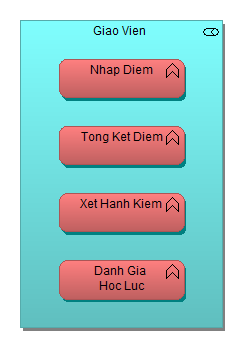 Giao Vien
Nhap Diem
Tong Ket Diem
Xet Hanh Kiem
Danh Gia
Hoc Luc